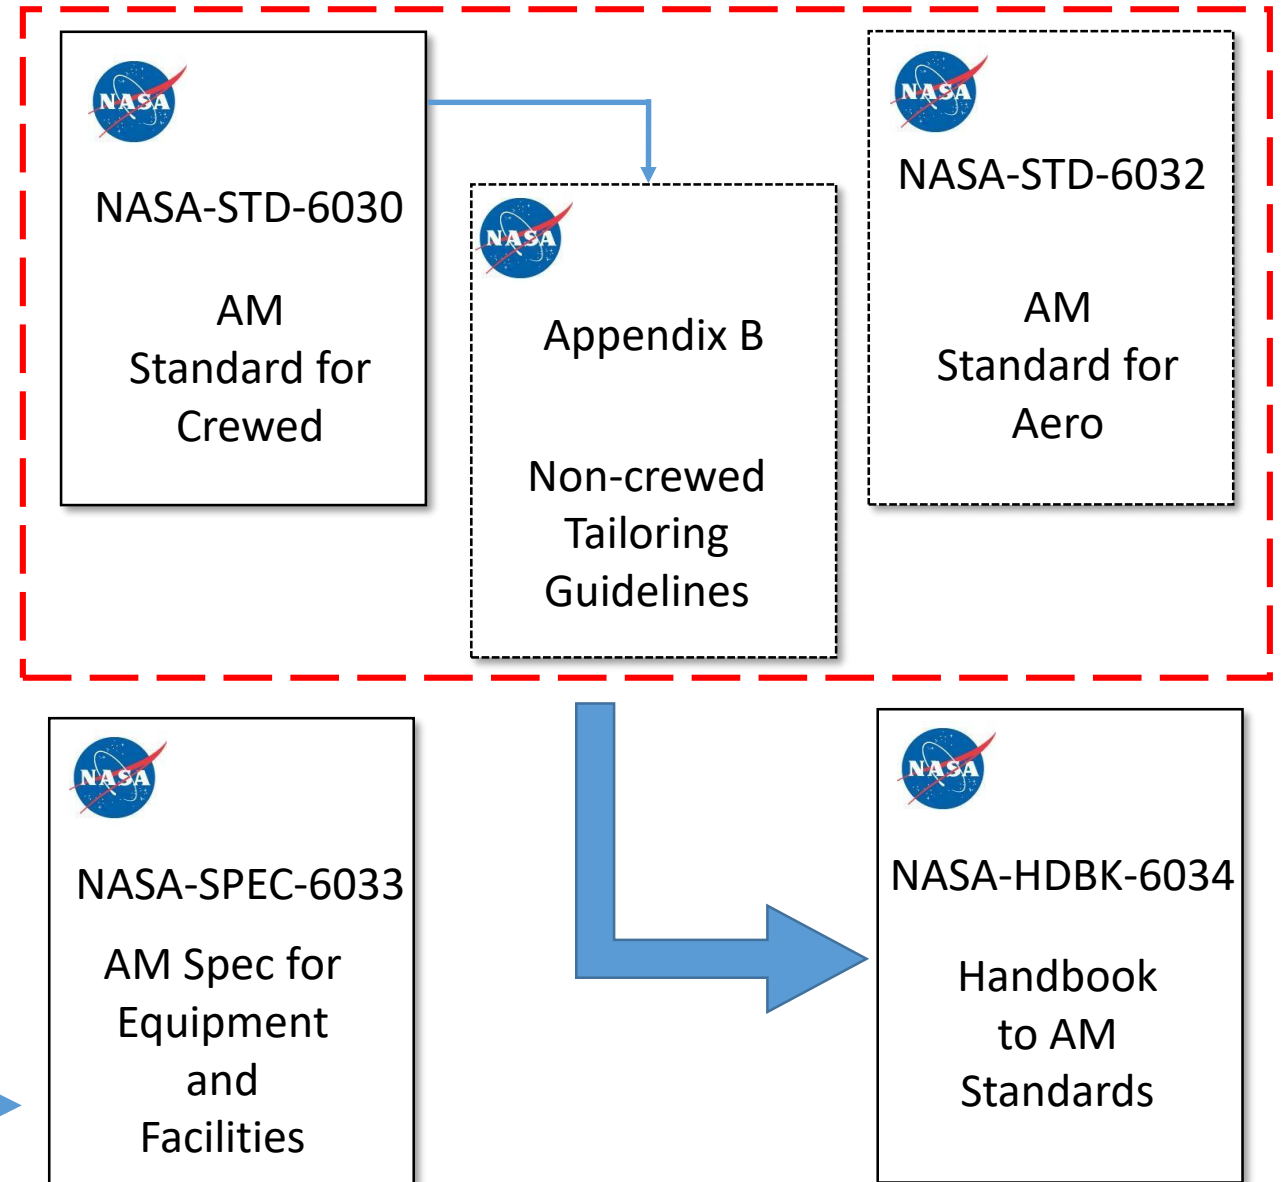 NASA
NASA-STD-6030
AM
Standard for
Crewed
NASA
Appendix B
Non-crewed
Tailoring
Guidelines
NASA
NASA-STD-6032
AM
Standard for
Aero
NASA
NASA-SPEC-6033
AM Spec for
Equipment
and
Facilities
NASA
NASA-HDBK-6034
Handbook
to AM
Standards